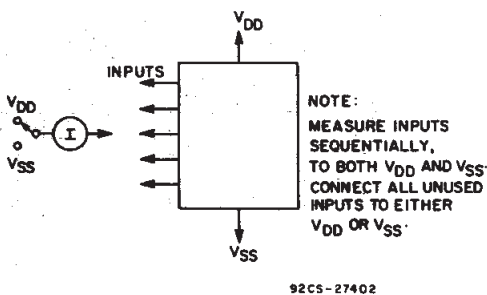 VDD
INPUTS
VDD
I
VSS
NOTE:
MEASURE INPUTS
SEQUENTIALLY,
TO BOTH VDD AND VSS.
CONNECT ALL UNUSED
INPUTS TO EITHER
VDD OR VSS.
VSS
92CS-27402